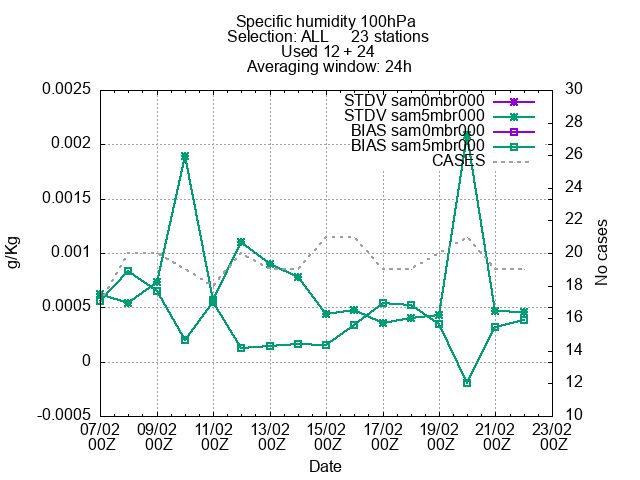 Specific humidity 100hPa
Selection: ALL 23 stations
Used 12 + 24
Averaging window: 24h
0.0025
0.002
0.0015
0.001
0.0005
0
-0.0005
g/Kg
30
28
26
24
22
20
18
16
14
12
10
No cases
STDV sam0mbr000
STDV sam5mbr000
BIAS sam0mbr000
BIAS sam5mbr000
CASES
07/02 09/02 11/02 13/02 15/02 17/02 19/02 21/02 23/02
00Z 00Z 00Z 00Z 00Z 00Z 00Z 00Z 00Z
Date